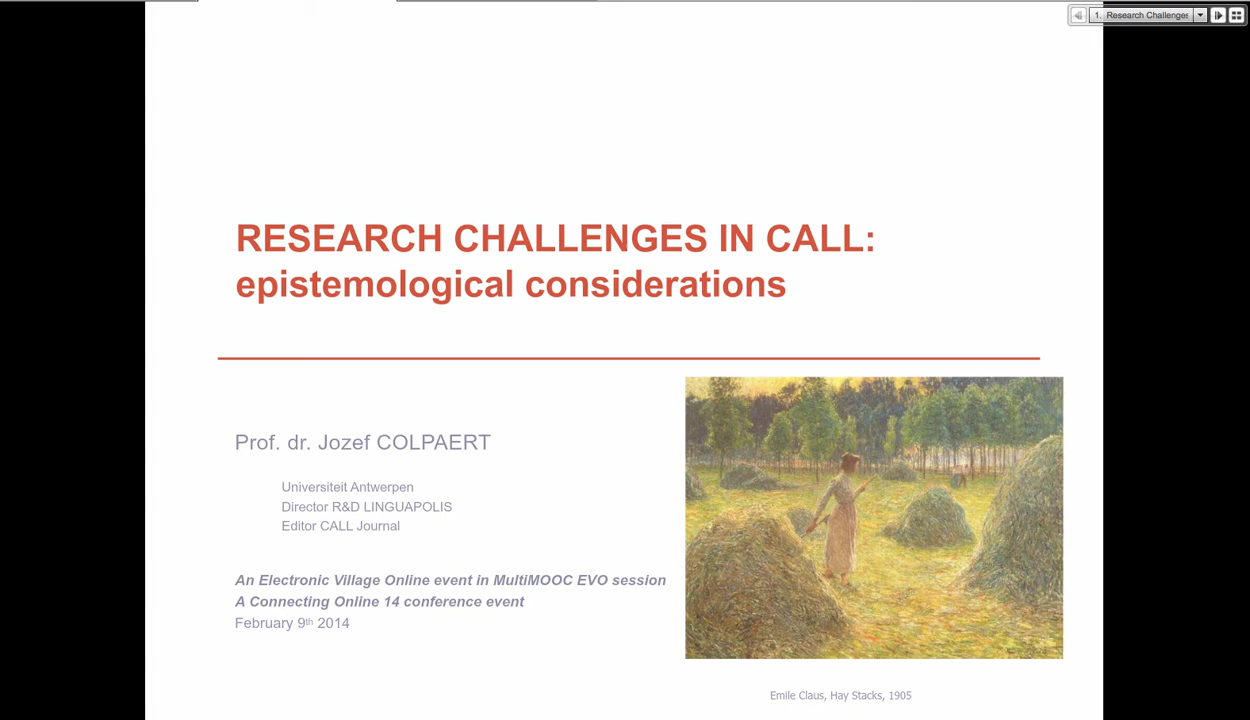 1. Research Challenges
RESEARCH CHALLENGES IN CALL:
epistemological considerations
Prof. dr. Jozef COLPAERT
Universiteit Antwerpen
Director R&D LINGUAPOLIS
Editor CALL Journal
An Electronic Village Online event in MultiMOOC EVO session
A Connecting Online 14 conference event
February 9th 2014
Emile Claus, Hay Stacks, 1905